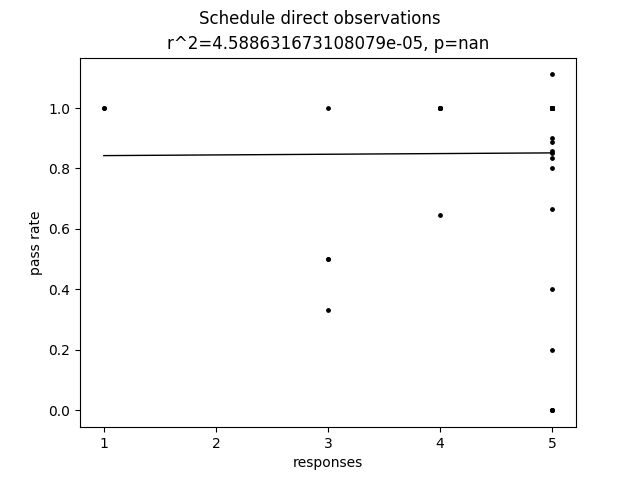 Schedule direct observations
r^2=4.588631673108079e-05, p=nan
1.0
0.8
0.6
0.4
0.2
0.0
pass rate
1 2 3 4 5
responses